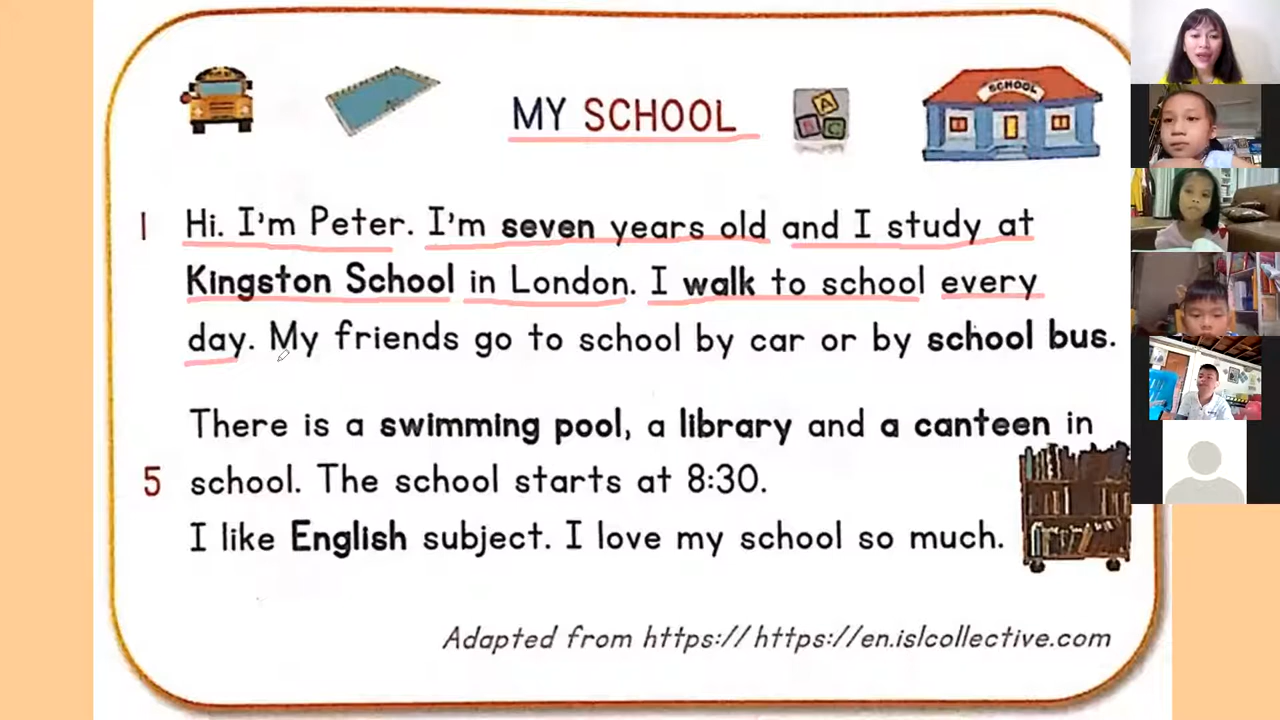 MY SCHOOL
SCHOOL
A
B C
1 Hi. I'm Peter. I'm seven years old and I study at
Kingston School in London. I walk to school every
day. My friends go to school by car or by school bus.
There is a swimming pool, a library and a canteen in
5 school. The school starts at 8:30.
I like English subject. I love my school so much.
Adapted from https:// https://en.islcollective.com